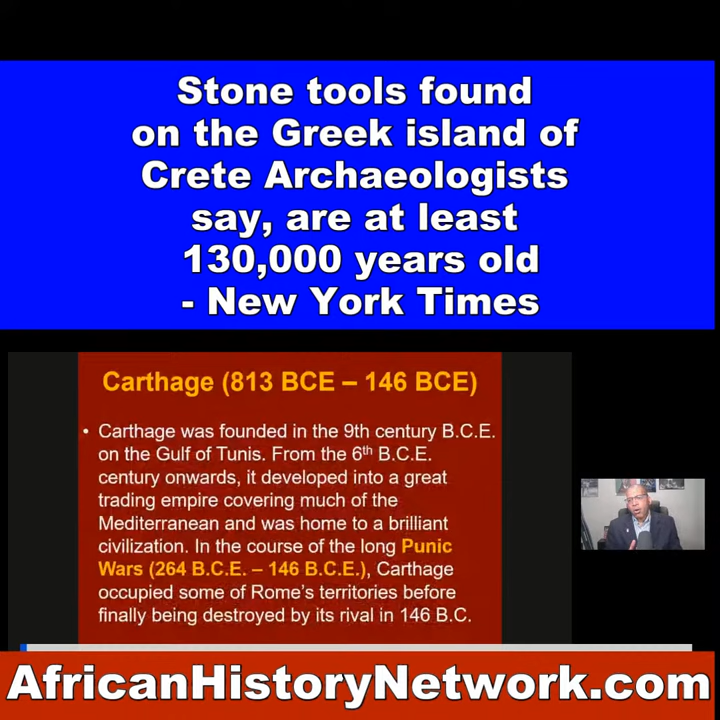 Stone tools found
on the Greek island of
Crete Archaeologists
say, are at least
130,000 years old
- New York Times
Carthage (813 BCE – 146 BCE)
• Carthage was founded in the 9th century B.C.E.
on the Gulf of Tunis. From the 6th B.C.E.
century onwards, it developed into a great
trading empire covering much of the
Mediterranean and was home to a brilliant
civilization. In the course of the long Punic
Wars (264 B.C.E. – 146 B.C.E.), Carthage
occupied some of Rome's territories before
finally being destroyed by its rival in 146 B.C.
AfricanHistoryNetwork.com